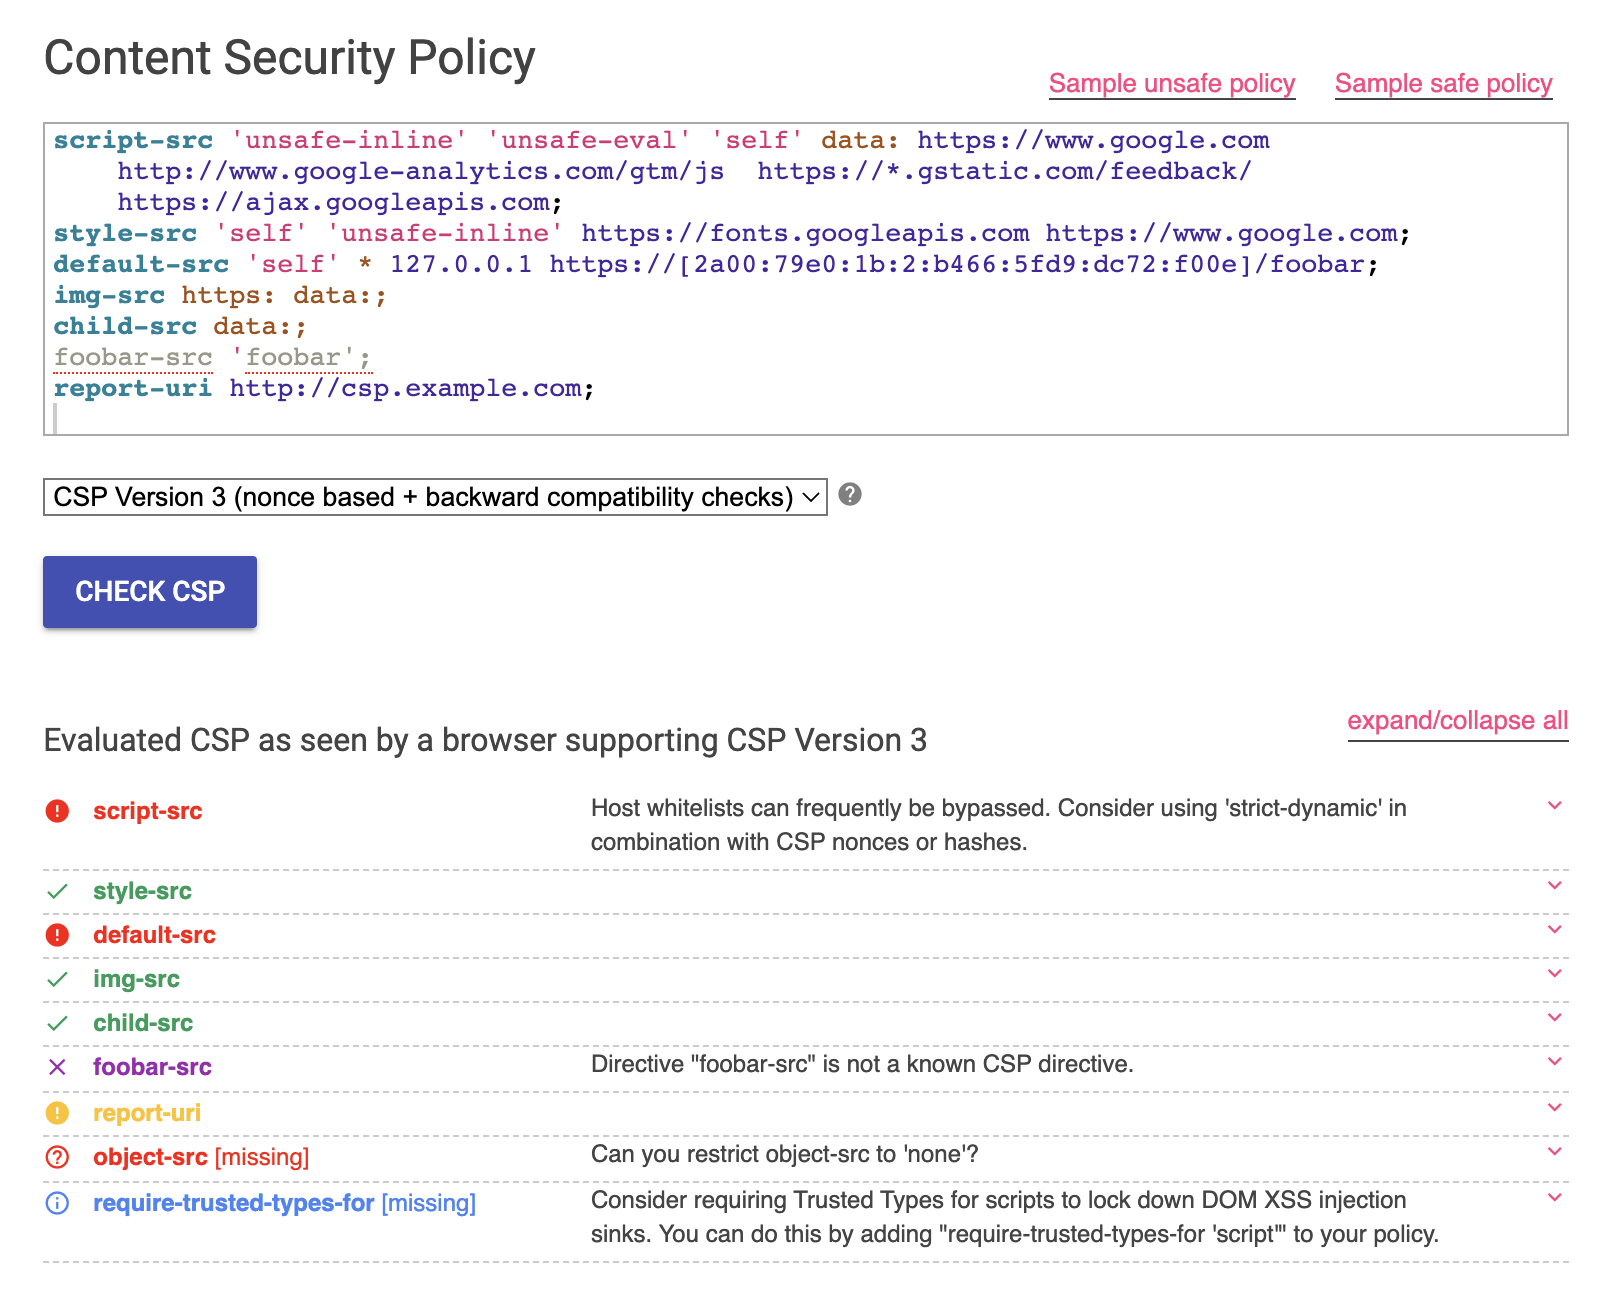 Content Security Policy
Sample unsafe policy Sample safe policy
script-src 'unsafe-inline' 'unsafe-eval' 'self' data: https://www.google.com
http://www.google-analytics.com/gtm/js  https://*.gstatic.com/feedback/
https://ajax.googleapis.com;
style-src 'self' 'unsafe-inline' https://fonts.googleapis.com https://www.google.com;
default-src 'self' * 127.0.0.1 https://[2a00:79e0:1b:2:b466:5fd9:dc72:f00e]/foobar;
img-src https: data:;
child-src data:;
foobar-src 'foobar';
report-uri http://csp.example.com;
CSP Version 3 (nonce based + backward compatibility checks)
CHECK CSP
expand/collapse all
Evaluated CSP as seen by a browser supporting CSP Version 3
script-src Host whitelists can frequently be bypassed. Consider using 'strict-dynamic' in
combination with CSP nonces or hashes.
style-src
default-src
img-src
child-src
foobar-src Directive "foobar-src" is not a known CSP directive.
report-uri
object-src [missing] Can you restrict object-src to 'none'?
require-trusted-types-for [missing] Consider requiring Trusted Types for scripts to lock down DOM XSS injection
sinks. You can do this by adding "require-trusted-types-for 'script'" to your policy.